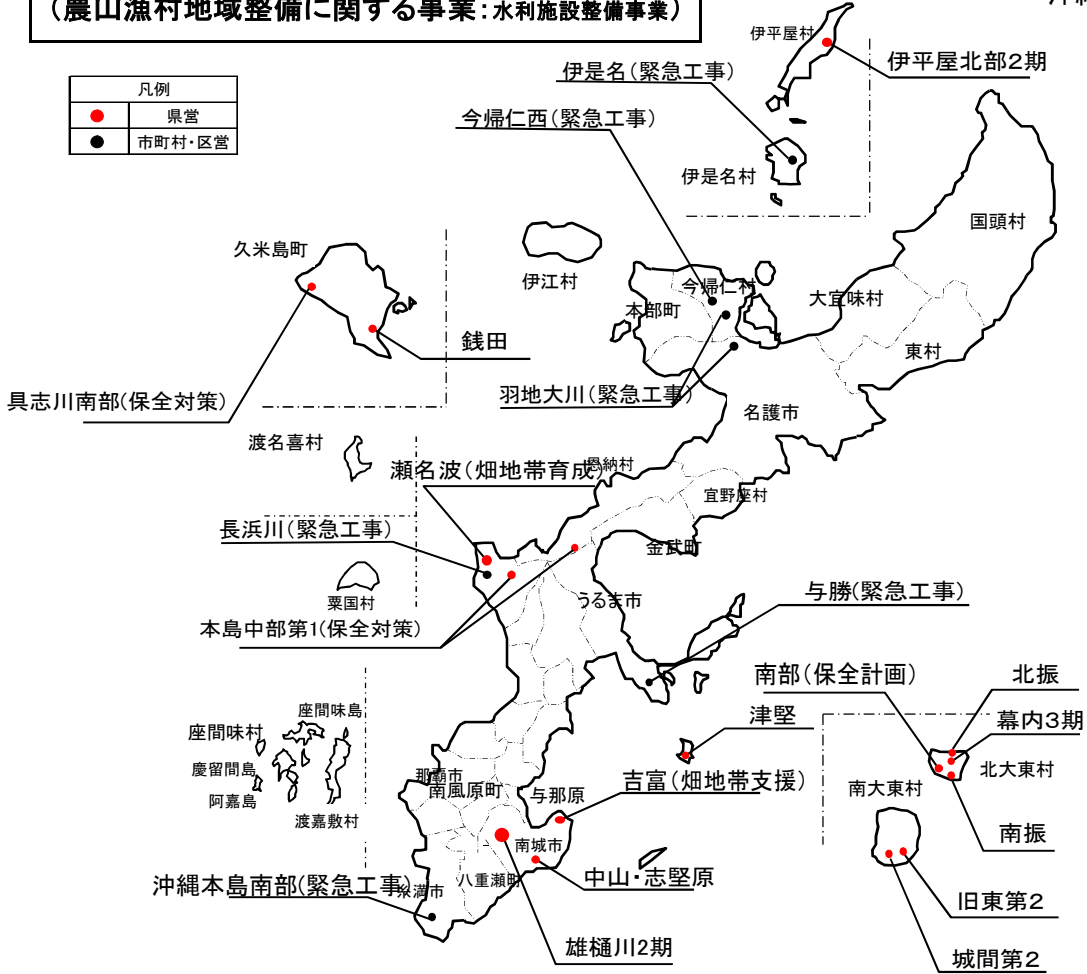 (農山漁村地域整備に関する事業:水利施設整備事業)
凡例
県営
市町村・区営
伊平屋村
伊平屋北部2期
伊是名(緊急工事)
今帰仁西(緊急工事)
伊是名村
国頭村
久米島町
伊江村
今帰仁村
大宜味村
本部町
東村
銭田
具志川南部(保全対策)
羽地大川(緊急工事)
名護市
渡名喜村
瀬名波(畑地帯育成)
恩納村
宜野座村
長浜川(緊急工事)
金武町
粟国村
うるま市
与勝(緊急工事)
本島中部第1(保全対策)
南部(保全計画)
北振
座間味島
津堅
幕内3期
座間味村
慶留間島
那覇市
吉富(畑地帯支援)
北大東村
南風原町
与那原
南大東村
阿嘉島
渡嘉敷村
南振
南城市
沖縄本島南部(緊急工事)
糸満市
八重瀬町
中山・志堅原
旧東第2
雄樋川2期
城間第2